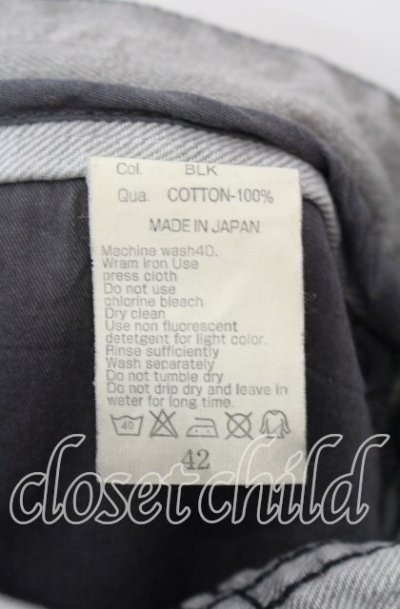 Col. BLK
Qua. COTTON-100%
MADE IN JAPAN
Machine wash40.
Wram Iron Use
press cloth
Do not use
chlorine bleach
Dry clean
Use non fluorescent
detetgent for light color.
Rinse sufficiently
Wash separately
Do not tumble dry
Do not drip dry and leave in
water for long time.
40
42
closet child